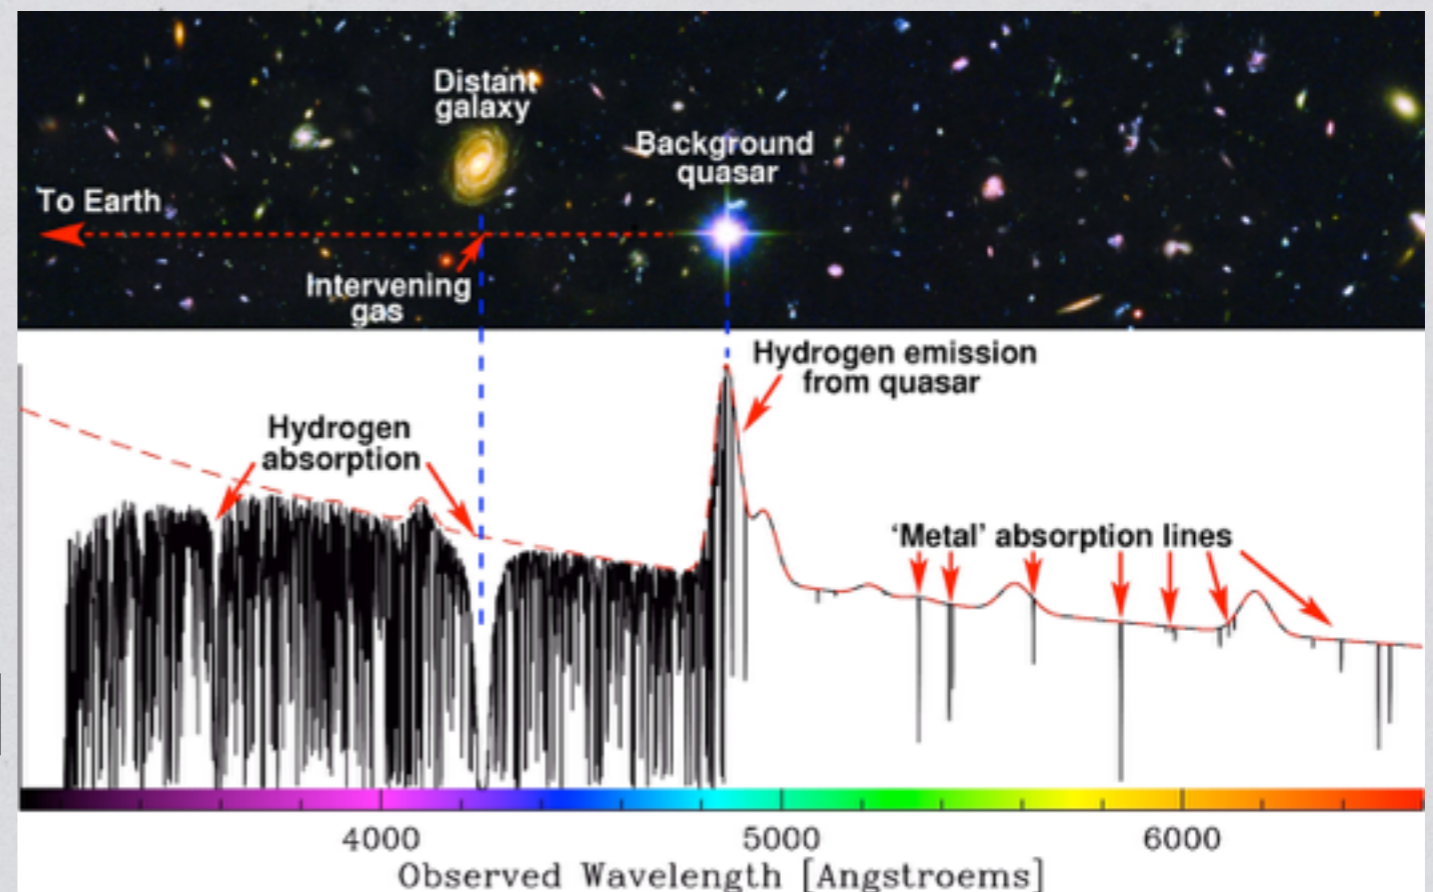 Distant
galaxy
Background
quasar
To Earth
Intervening
gas
Hydrogen emission
from quasar
Hydrogen
absorption
‘Metal’ absorption lines
4000
5000
6000
Observed Wavelength [Angstroems]